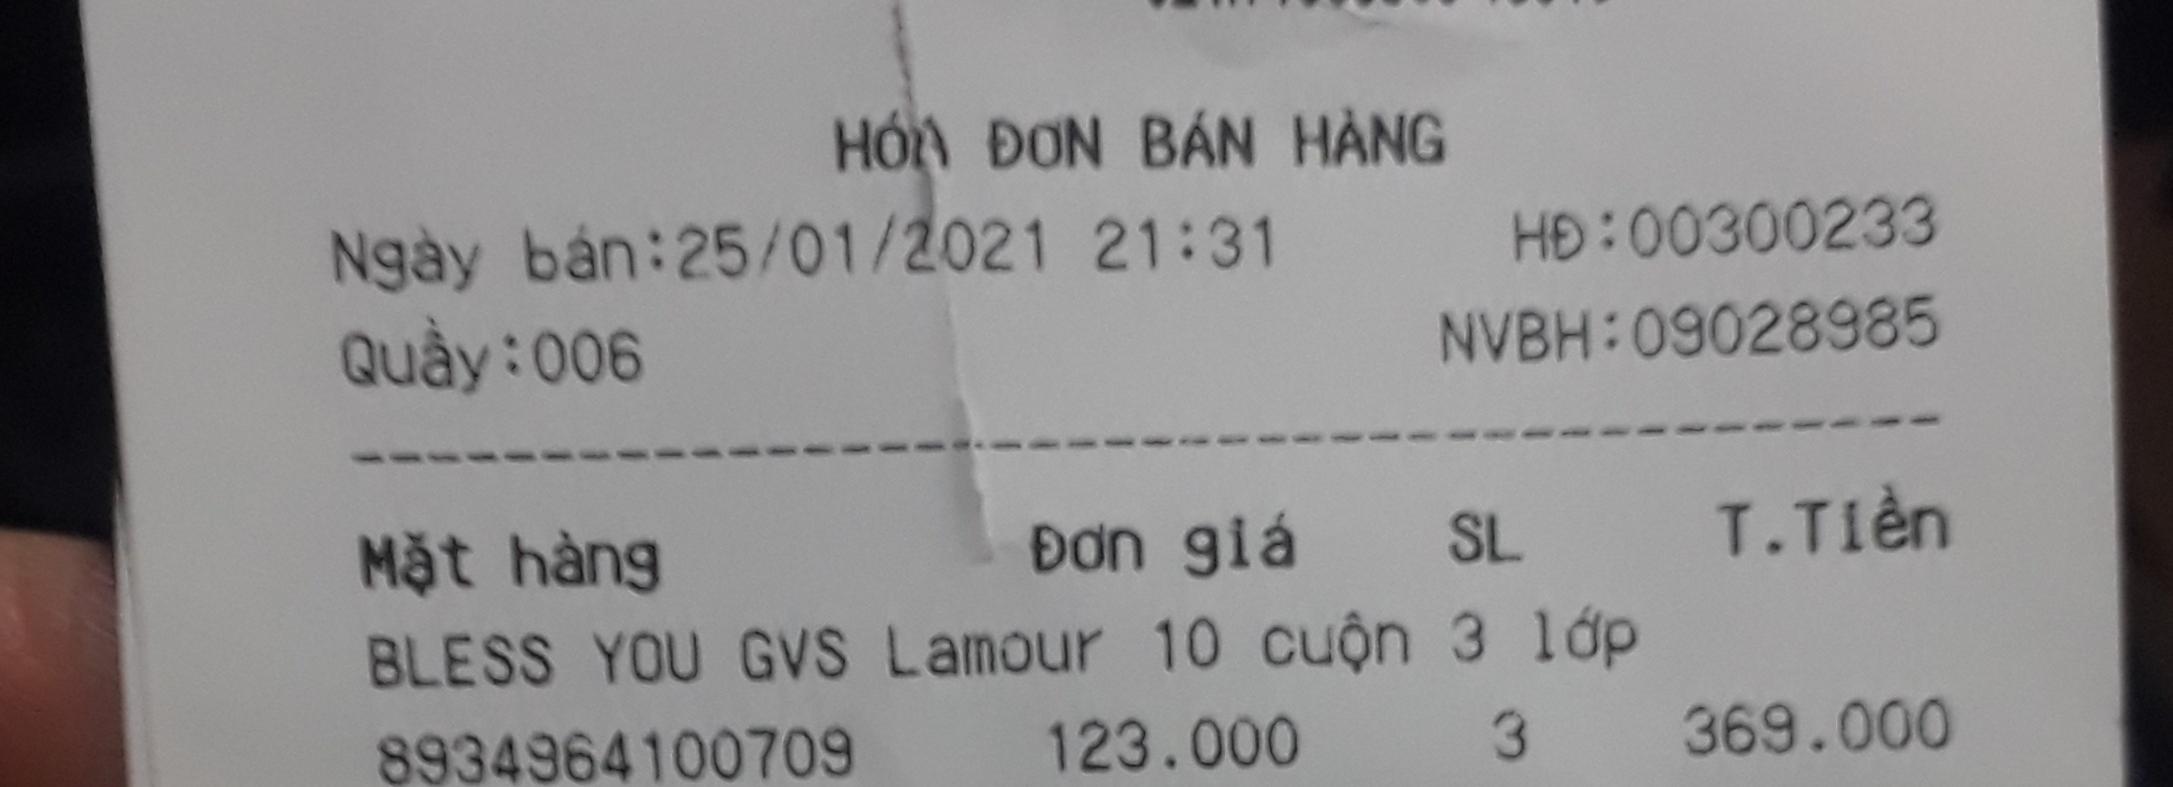 HÓA ĐƠN BÁN HÀNG
Ngày bán:25/01/2021 21:31 HĐ:00300233
Quầy:006 NVBH:09028985
Mặt hàng Đơn giá SL T.Tiền
BLESS YOU GVS Lamour 10 cuộn 3 lớp
8934964100709 123.000 3 369.000